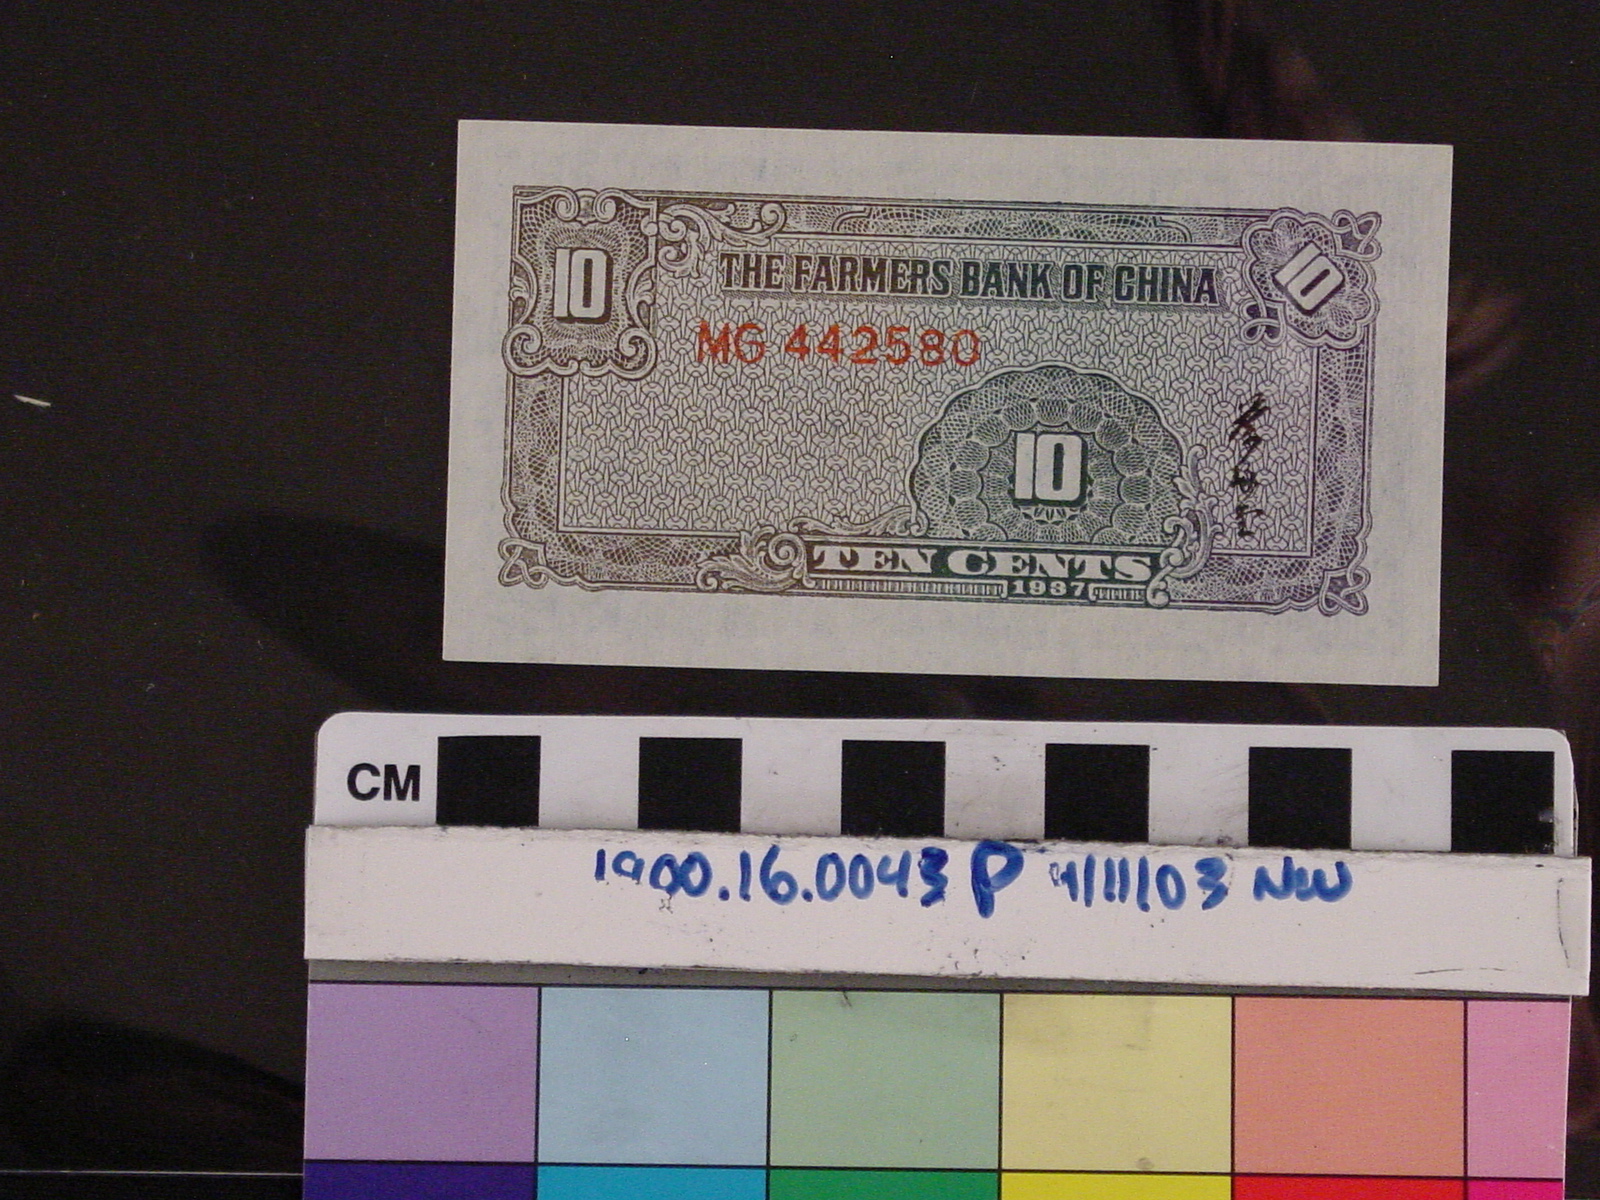 10
10
THE FARMERS BANK OF CHINA
MG 442580
10
TEN CENTS
1937
CM
1900.16.0043 P 4/11/03 NW